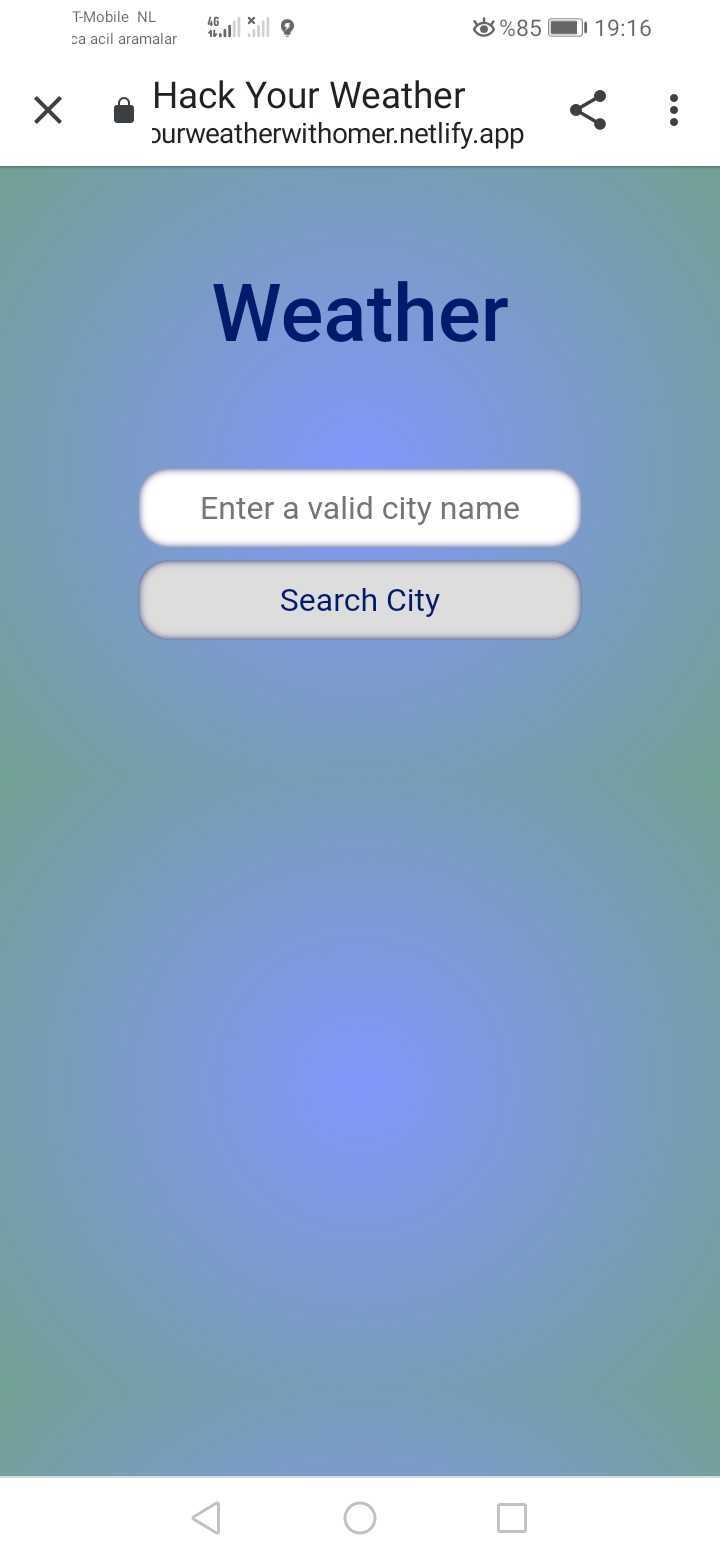 T-Mobile NL
ca acil aramalar
4G
%85
19:16
Hack Your Weather
ourweatherwithomer.netlify.app
Weather
Enter a valid city name
Search City